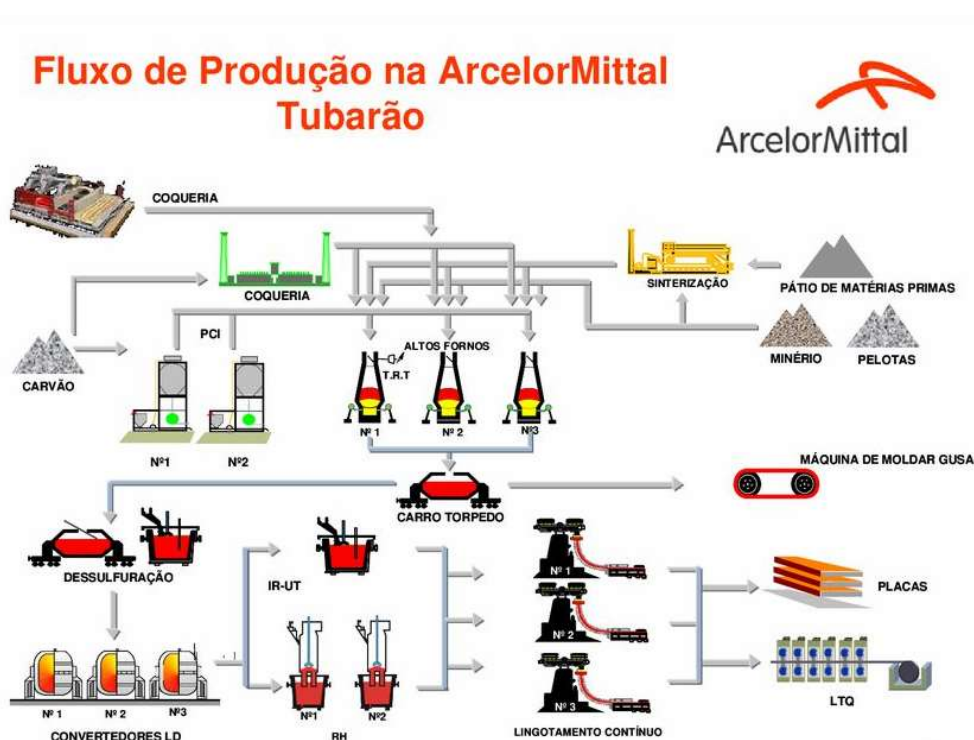 Fluxo de Produção na ArcelorMittal
Tubarão
ArcelorMittal
COQUERIA
COQUERIA
SINTERIZAÇÃO
PÁTIO DE MATÉRIAS PRIMAS
PCI
ALTOS FORNOS
T.R.T
MINÉRIO
PELOTAS
CARVÃO
Nº 1
Nº 2
Nº3
Nº1
Nº2
MÁQUINA DE MOLDAR GUSA
CARRO TORPEDO
DESSULFURAÇÃO
IR-UT
Nº 1
PLACAS
Nº 2
Nº 3
LTQ
Nº 1
Nº 2
Nº3
Nº1
Nº2
CONVERTEDORES LD
RH
LINGOTAMENTO CONTÍNUO